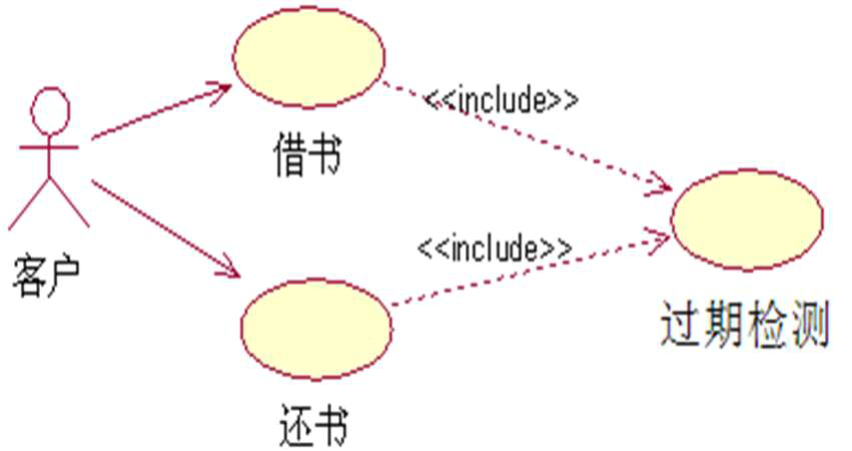 <<include>>
借书
客户
<<include>>
过期检测
还书